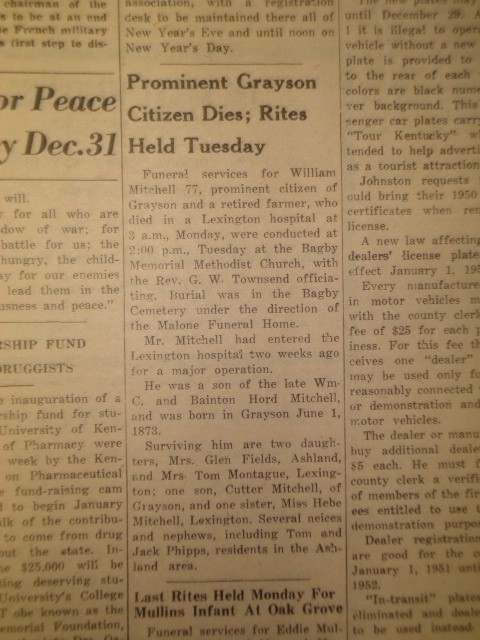 chairman of the
to be at an end
e French military
s first step to dis-
or Peace
y Dec.31
will.
r for all who are
dow of war; for
battle for us; the
hungry, the child-
ay for our enemies
lead them in the
usness and peace."
RSHIP FUND
DRUGGISTS
e inauguration of a
rship fund for stu-
University of Ken-
of Pharmacy were
week by the Ken-
on Pharmaceutical
e fund-raising cam
d to begin January
lk of the contribu-
to come from drug
out the state. In-
he $25,000 will be
ting deserving stu-
University's College
T obe known as the
emorial Foundation,
association, with a registration
desk to be maintained there all of
New Year's Eve and until noon on
New Year's Day.
Prominent Grayson
Citizen Dies; Rites
Held Tuesday
Funeral services for William
Mitchell 77, prominent citizen of
Grayson and a retired farmer, who
died in a Lexington hospital at
3 a.m., Monday, were conducted at
2:00 p.m., Tuesday at the Bagby
Memorial Methodist Church, with
the Rev. G. W. Townsend officia-
ting. Burial was in the Bagby
Cemetery under the direction of
the Malone Funeral Home.
Mr. Mitchell had entered the
Lexington hospital two weeks ago
for a major operation.
He was a son of the late Wm.
C. and Bainton Hord Mitchell,
and was born in Grayson June 1,
1873.
Surviving him are two daugh-
ters, Mrs. Glen Fields, Ashland,
and Mrs. Tom Montague, Lexing-
ton; one son, Cutter Mitchell, of
Grayson, and one sister, Miss Hebe
Mitchell, Lexington. Several neices
and nephews, including Tom and
Jack Phipps, residents in the Ash-
land area.
Last Rites Held Monday For
Mullins Infant At Oak Grove
Funeral services for Eddie Mul-
The new plates may
until December 29. A
1 it is illegal to oper
vehicle without a new
plate is provided to
to the rear of each
colors are black nume
ver background. This
senger car plates carry
"Tour Kentucky" w
tended to help adverti
as a tourist attraction
Johnston requests
ould bring their 1950
certificates when ren
license.
A new law affecting
dealers' license plate
effect January 1, 195
Every manufacture
in motor vehicles m
with the county clerk
fee of $25 for each p
iness. For this fee th
ceives one "dealer"
may be used only fo
reasonably connected
or demonstration and
motor vehicles.
The dealer or manu
buy additional deale
$5 each. He must f
county clerk a verifi
of members of the fir
ees entitled to use t
demonstration purpo
Dealer registration
are good for the c
January 1, 1951 until
1952.
"In-transit" plate
eliminated and deale
to be used instead